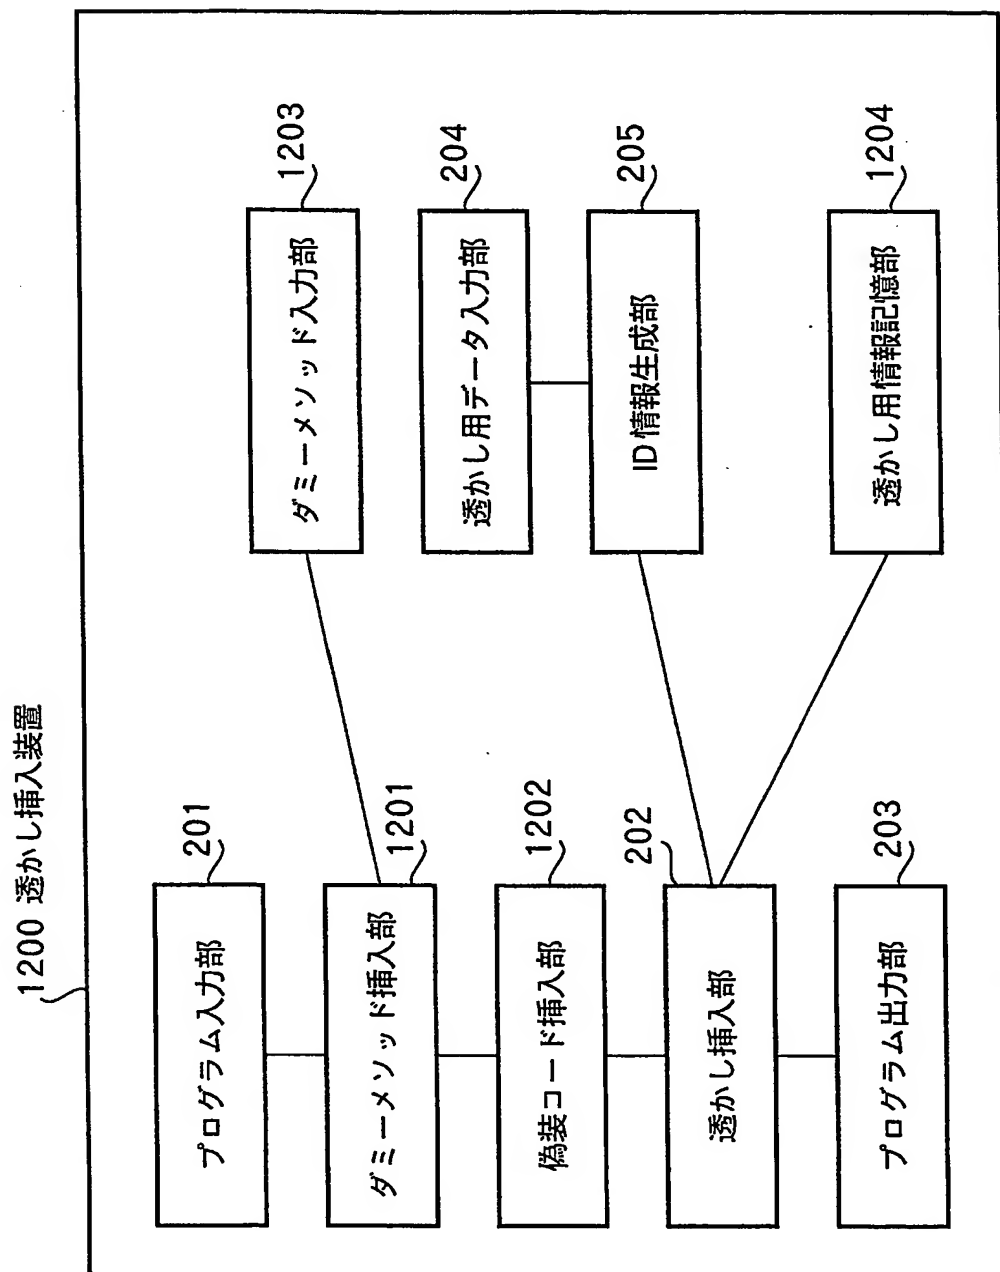 1200 透かし挿入装置
201
プログラム入力部
1201
ダミーメソッド挿入部
1202
偽装コード挿入部
202
透かし挿入部
203
プログラム出力部
1203
ダミーメソッド入力部
204
透かし用データ入力部
205
ID 情報生成部
1204
透かし用情報記憶部